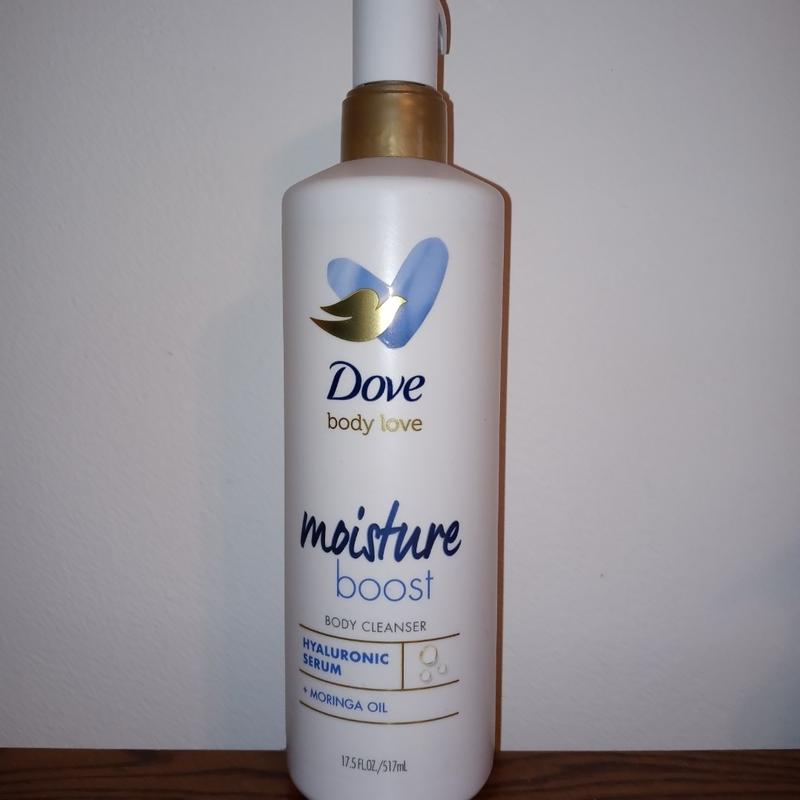 Dove
body love
moisture
boost
BODY CLEANSER
HYALURONIC
SERUM
+ MORINGA OIL
17.5 FL.OZ./517mL